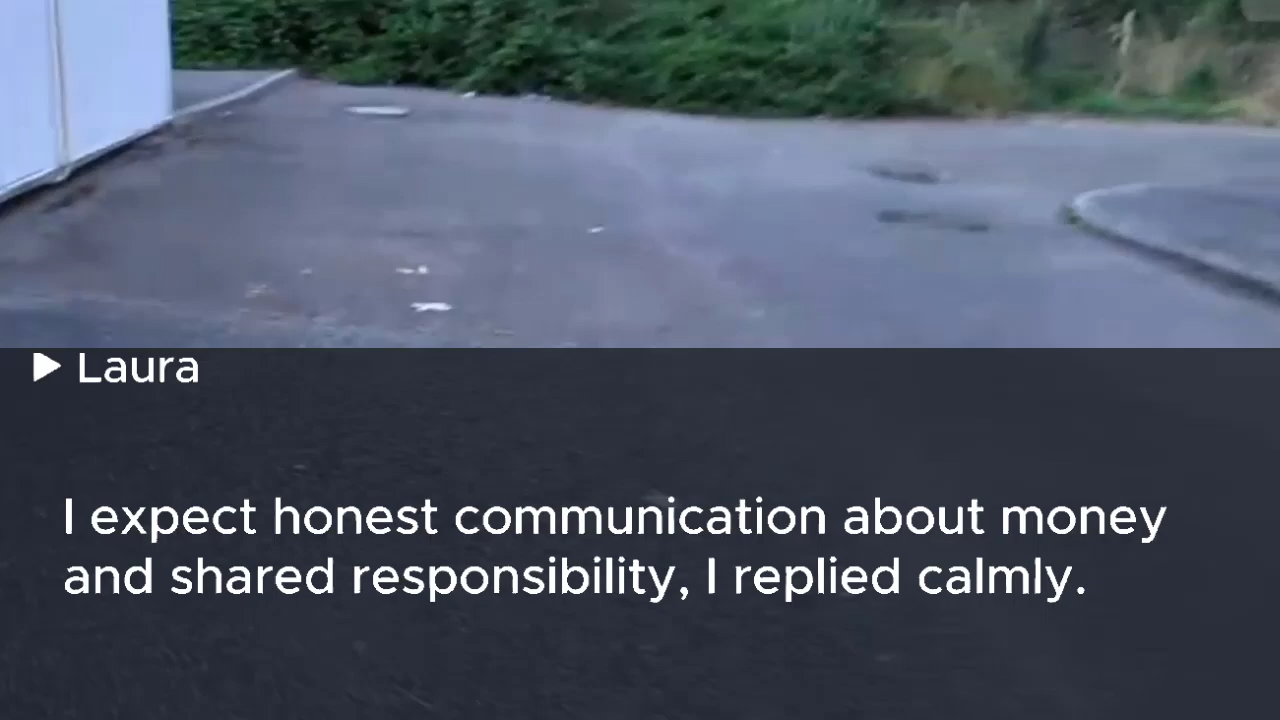 Laura
I expect honest communication about money
and shared responsibility, I replied calmly.